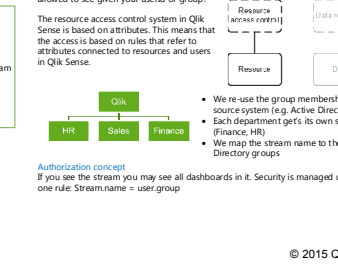 allowed to see given your userid or group.
The resource access control system in Qlik
Sense is based on attributes. This means that
the access is based on rules that refer to
attributes connected to resources and users
in Qlik Sense.
Resource
access control
Data
Resource
D
Qlik
HR
Sales
Finance
• We re-use the group
source system (e.g. Active
• Each department get's its own
(Finance, HR)
• We map the stream name to
Directory groups
Authorization concept
If you see the stream you may see all dashboards in it. Security is managed
one rule: Stream.name = user.group
© 2015